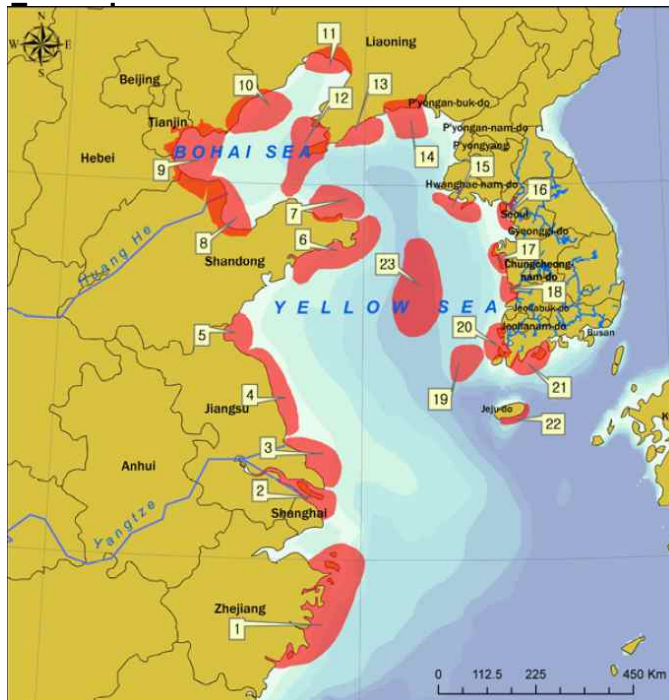 N
W E
S
Liaoning
11
Beijing
10
13
12
P'yongan-buk-do
Tianjin
BOHAI SEA
P'yongan-nam-do
P'yongyang
14
15
Hebei
9
Hwanghae-nam-do
16
Seoul
7
8
6
Gyeonggi-do
Huang He
Shandong
17
23
Chungcheong-
nam-do
18
YELLOW SEA
Jeollabuk-do
5
20
Jeollanam-do
Busan
4
19
21
Jiangsu
Jeju-do
22
3
Anhui
2
Yangtze
Shanghai
Zhejiang
1
0 112.5 225 450 Km